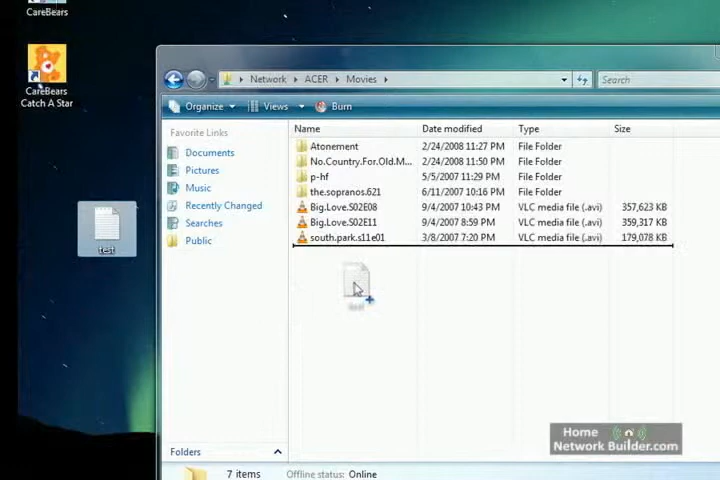 CareBears
CareBears
Catch A Star
test
Network ACER Movies
Search
Organize Views Burn
Favorite Links
Documents
Pictures
Music
Recently Changed
Searches
Public
Folders
Name Date modified Type Size
Atonement 2/24/2008 11:27 PM File Folder
No.Country.For.Old.M... 2/24/2008 11:50 PM File Folder
p-hf 5/5/2007 11:29 PM File Folder
the.sopranos.621 6/11/2007 10:16 PM File Folder
Big.Love.S02E08 9/4/2007 10:43 PM VLC media file (.avi) 357,623 KB
Big.Love.S02E11 9/4/2007 8:59 PM VLC media file (.avi) 359,317 KB
south.park.s11e01 3/8/2007 7:20 PM VLC media file (.avi) 179,078 KB
test
7 items Offline status: Online
Home
Network Builder.com